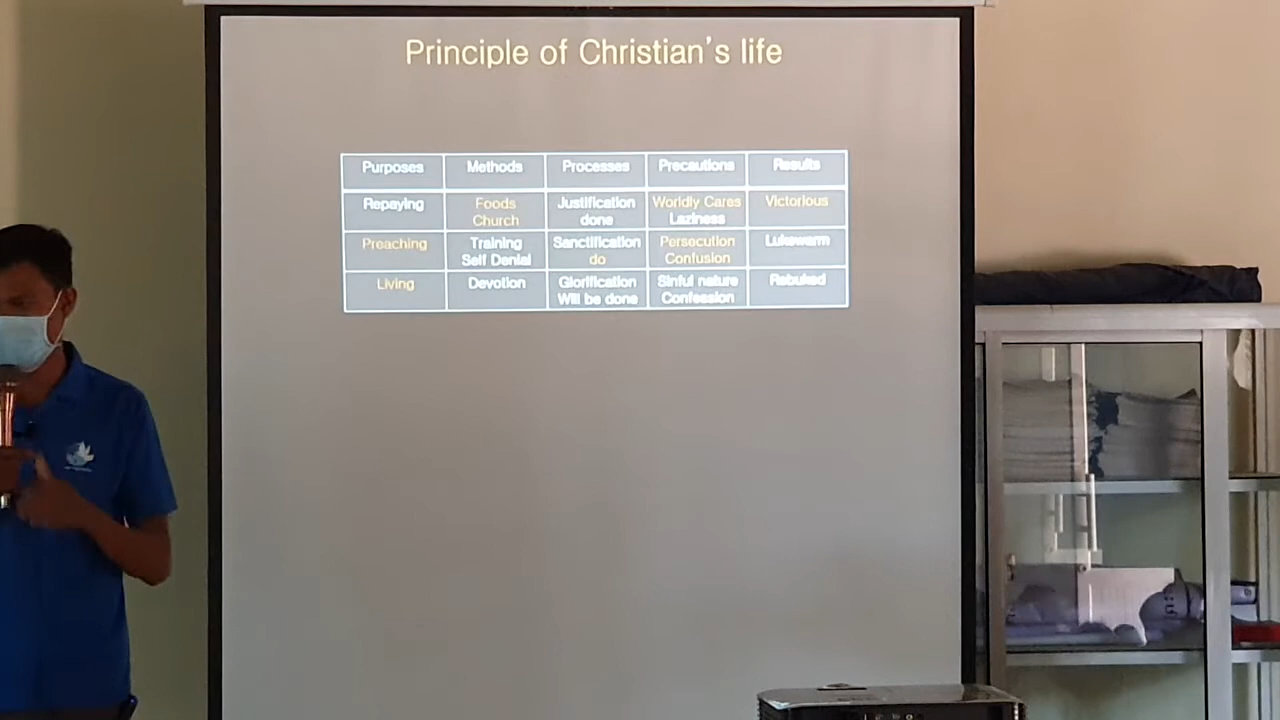 Principle of Christian's life
Purposes Methods Processes Precautions Results
Repaying Foods Church Justification done Worldly Cares Laziness Victorious
Preaching Training Self Denial Sanctification do Persecution Confusion Lukewarm
Living Devotion Glorification Will be done Sinful nature Confession Rebuked